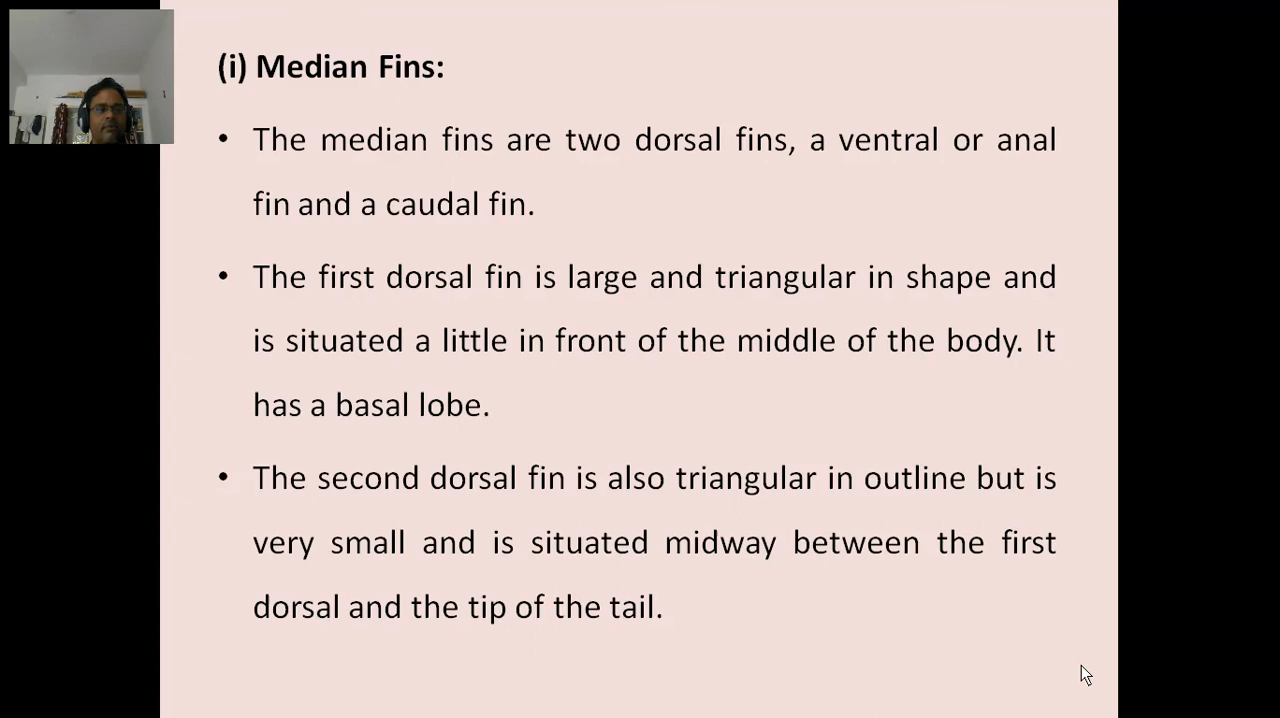 (i) Median Fins:
• The median fins are two dorsal fins, a ventral or anal
fin and a caudal fin.
• The first dorsal fin is large and triangular in shape and
is situated a little in front of the middle of the body. It
has a basal lobe.
• The second dorsal fin is also triangular in outline but is
very small and is situated midway between the first
dorsal and the tip of the tail.